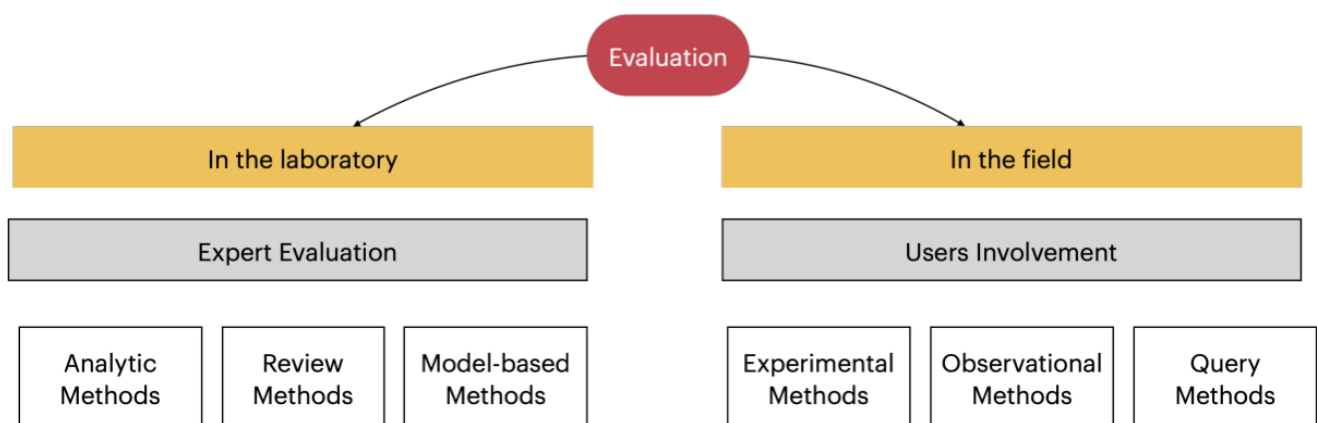 Evaluation
In the laboratory
In the field
Expert Evaluation
Users Involvement
Analytic
Methods
Review
Methods
Model-based
Methods
Experimental
Methods
Observational
Methods
Query
Methods